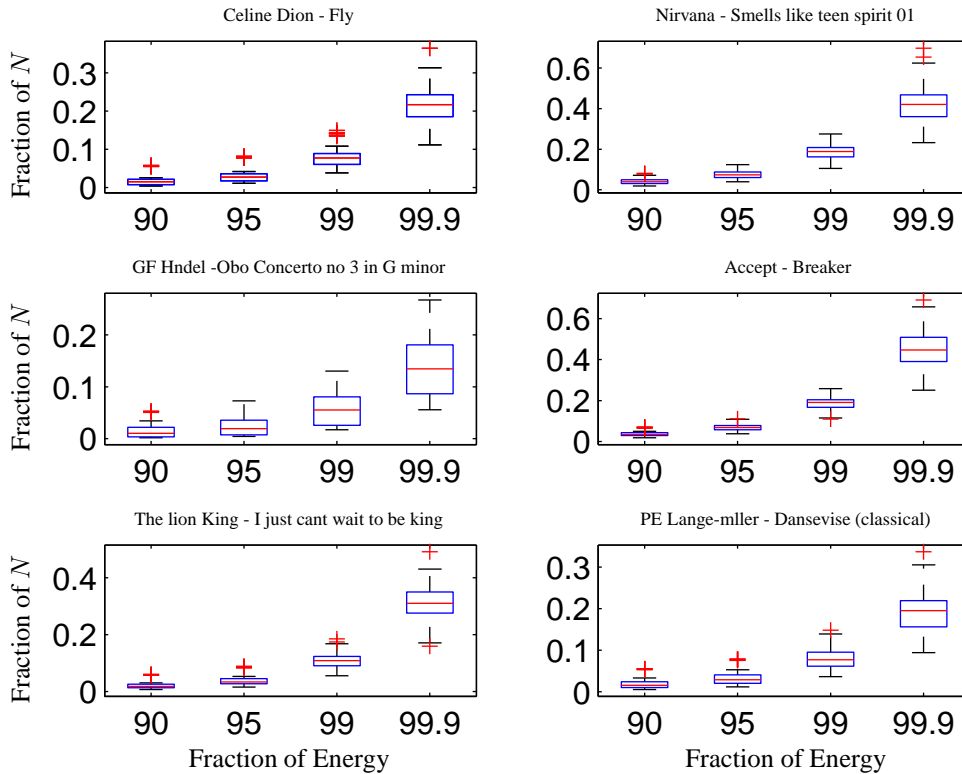 Celine Dion - Fly
Fraction of N
0.3
0.2
0.1
0
90 95 99 99.9
Nirvana - Smells like teen spirit 01
0.6
0.4
0.2
0
90 95 99 99.9
GF Hndel -Obo Concerto no 3 in G minor
Fraction of N
0.2
0.1
0
90 95 99 99.9
Accept - Breaker
0.6
0.4
0.2
0
90 95 99 99.9
The lion King - I just cant wait to be king
Fraction of N
0.4
0.2
0
90 95 99 99.9
Fraction of Energy
PE Lange-mller - Dansevise (classical)
0.3
0.2
0.1
0
90 95 99 99.9
Fraction of Energy